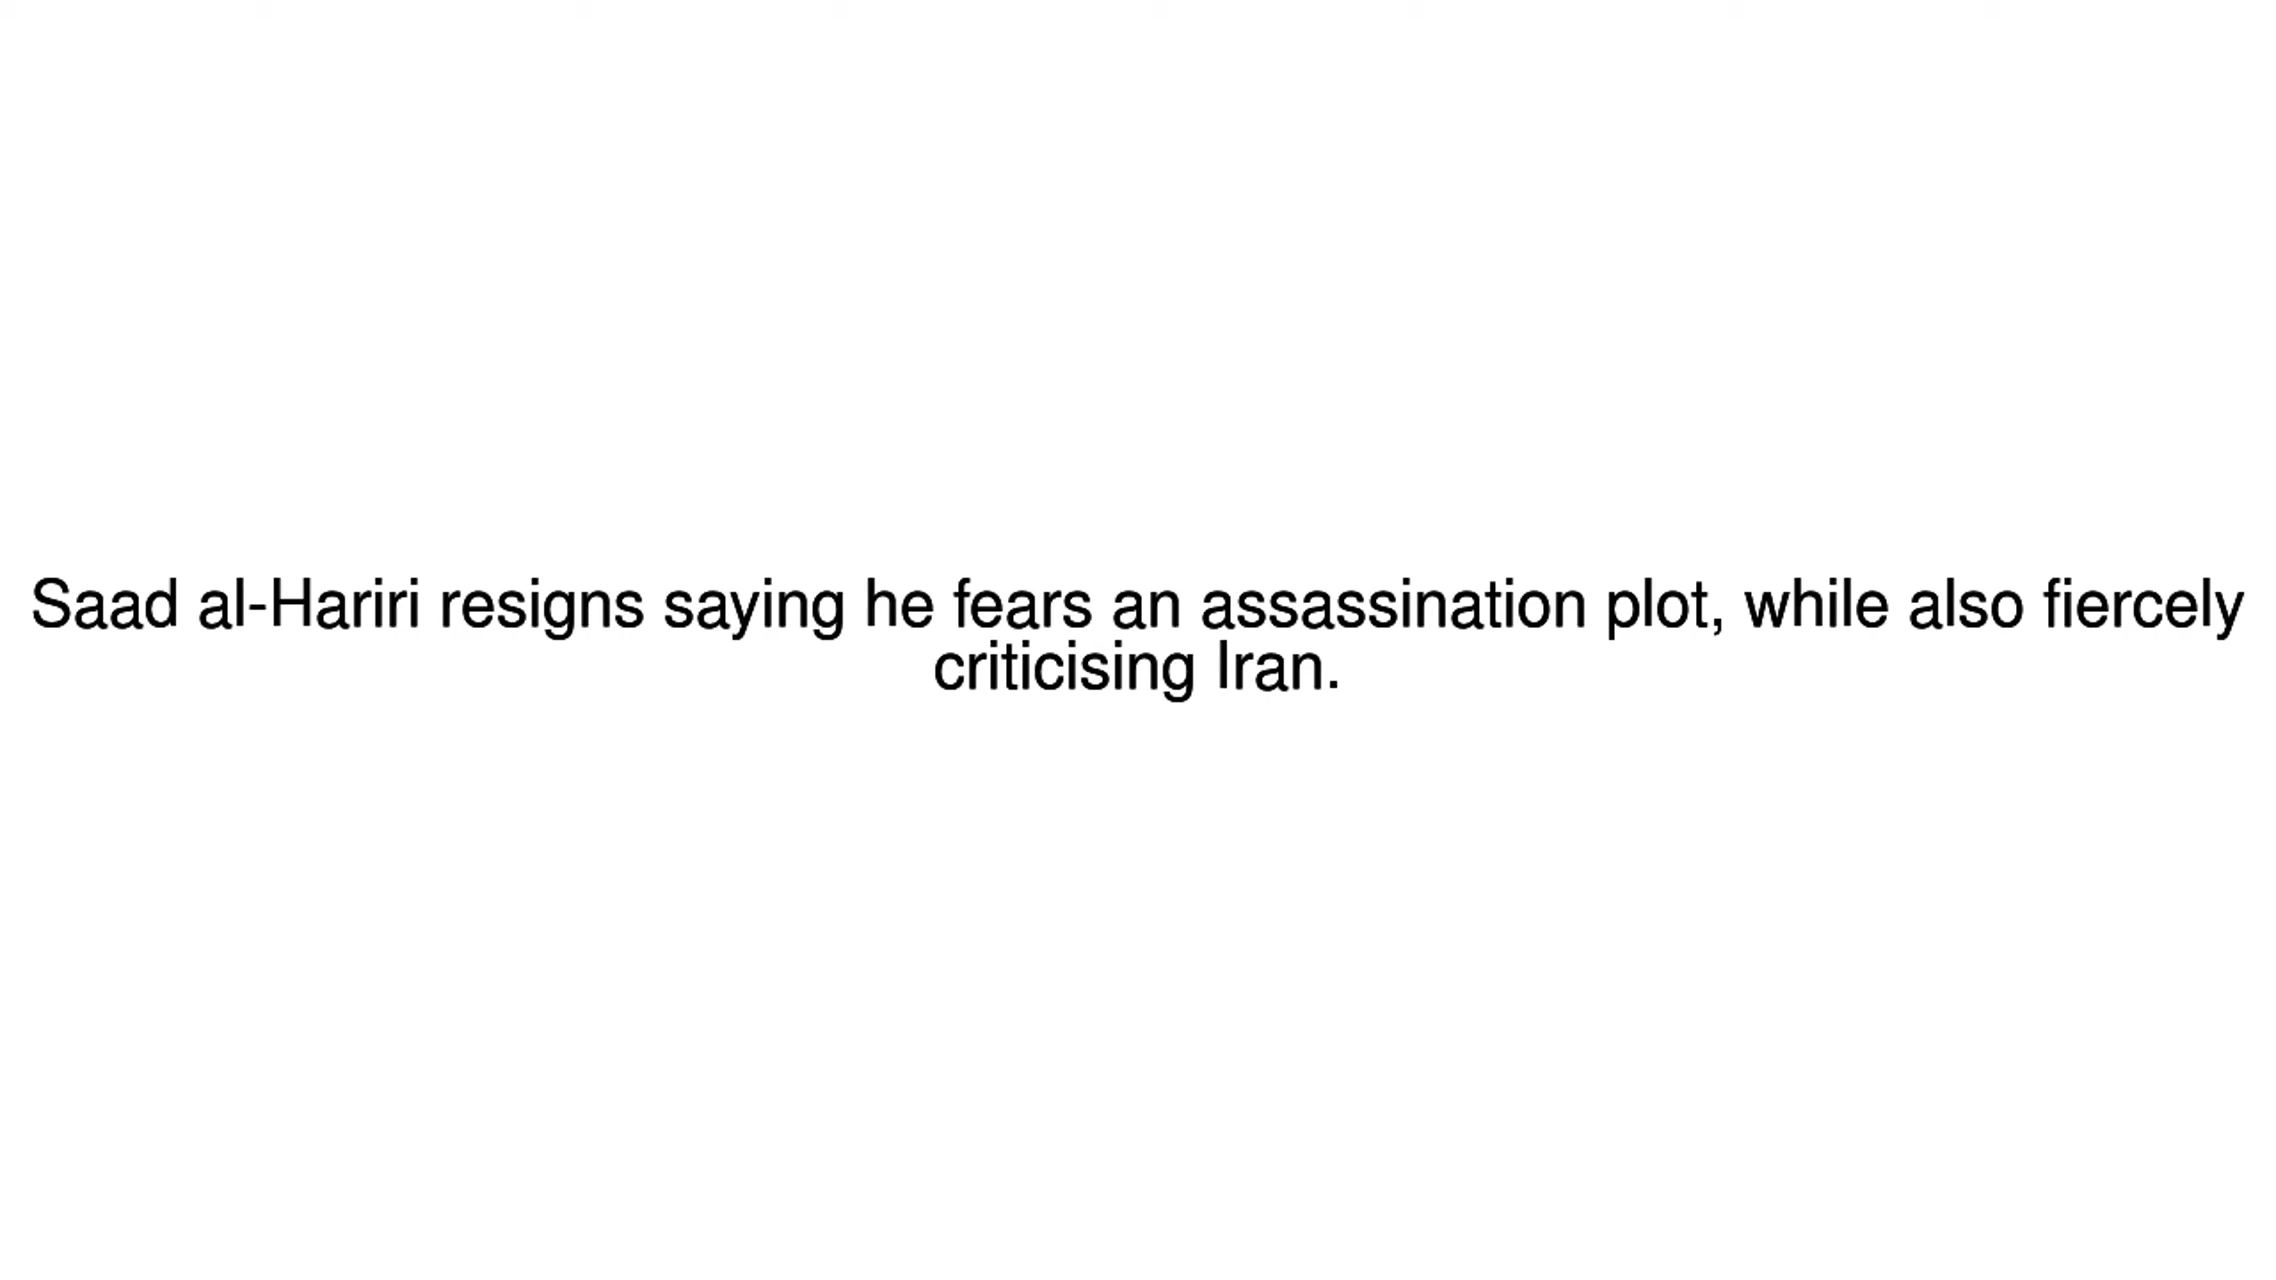 Saad al-Hariri resigns saying he fears an assassination plot, while also fiercely
criticising Iran.